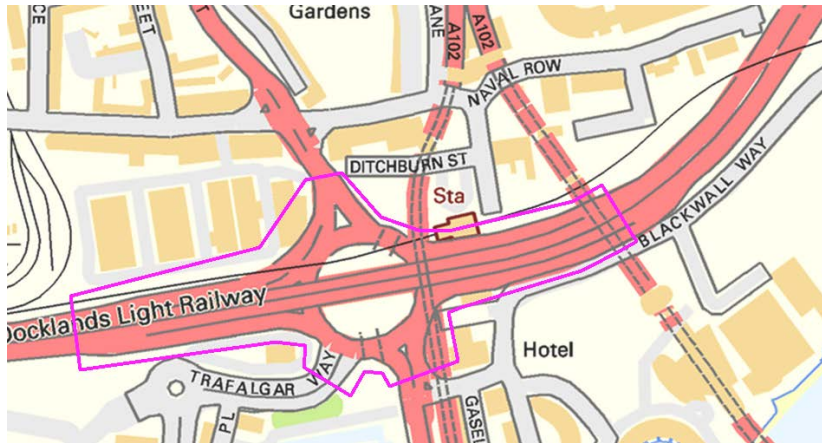 Gardens
A102
A102
NAVAL ROW
DITCHBURN ST
Sta
BLACKWALL WAY
Docklands Light Railway
Hotel
TRAFALGAR WAY
PL